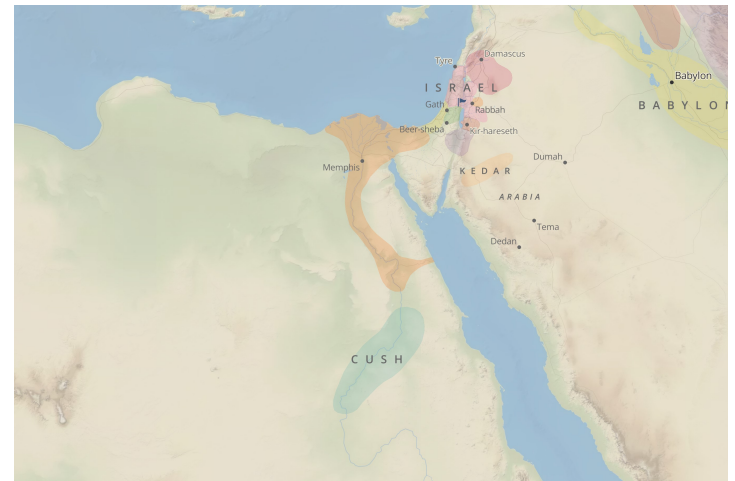 Damascus
Tyre
Babylon
ISRAEL
BABYLON
Gath
Rabbah
Beer-sheba
Kir-hareseth
Dumah
Memphis
KEDAR
ARABIA
Tema
Dedan
CUSH